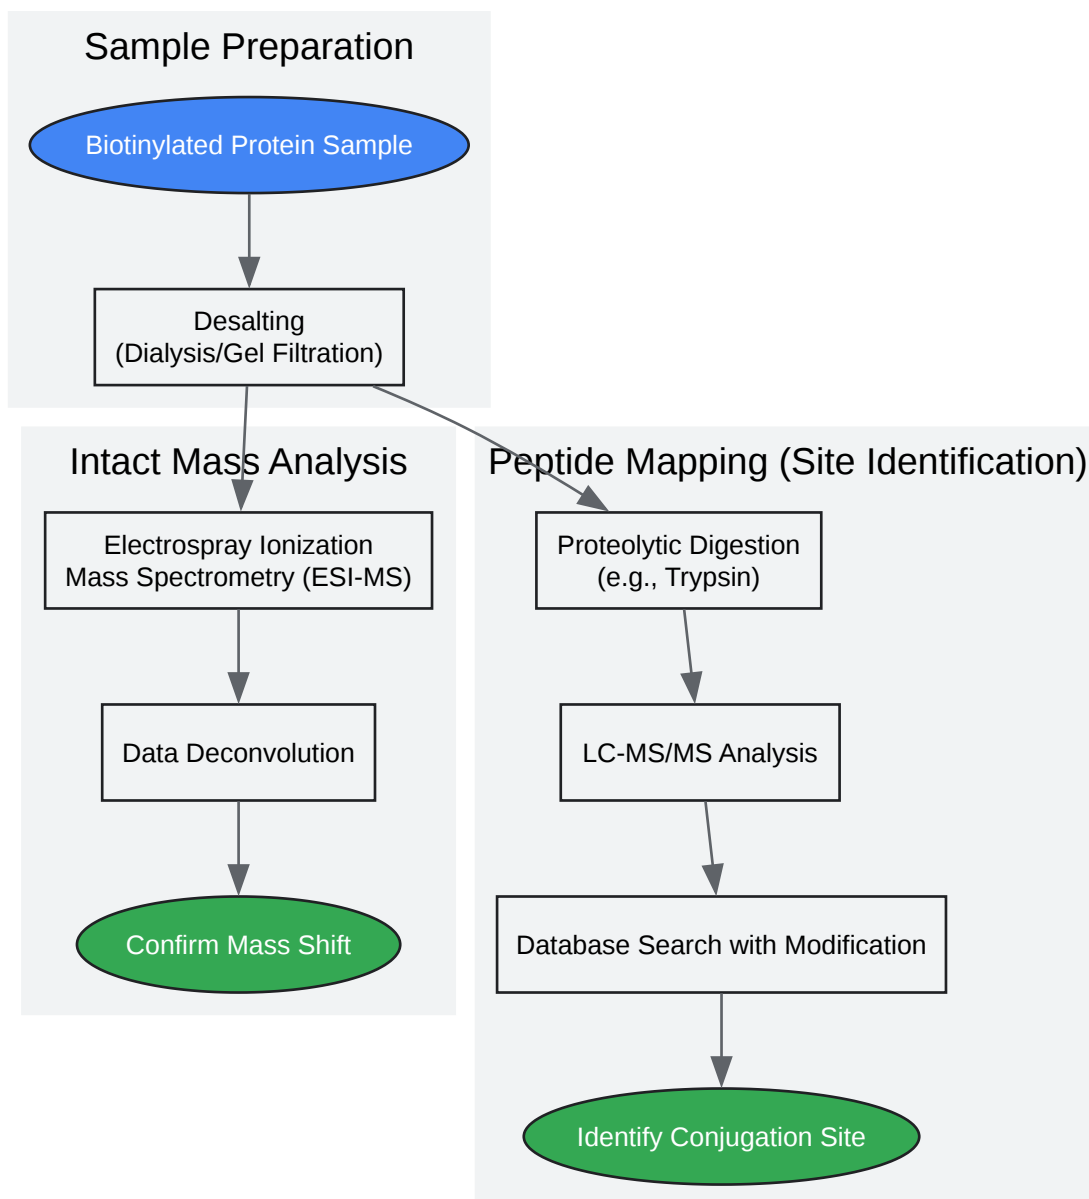 Sample Preparation
Biotinylated Protein Sample
Desalting
(Dialysis/Gel Filtration)
Intact Mass Analysis
Electrospray Ionization
Mass Spectrometry (ESI-MS)
Data Deconvolution
Confirm Mass Shift
Peptide Mapping (Site Identification)
Proteolytic Digestion
(e.g., Trypsin)
LC-MS/MS Analysis
Database Search with Modification
Identify Conjugation Site